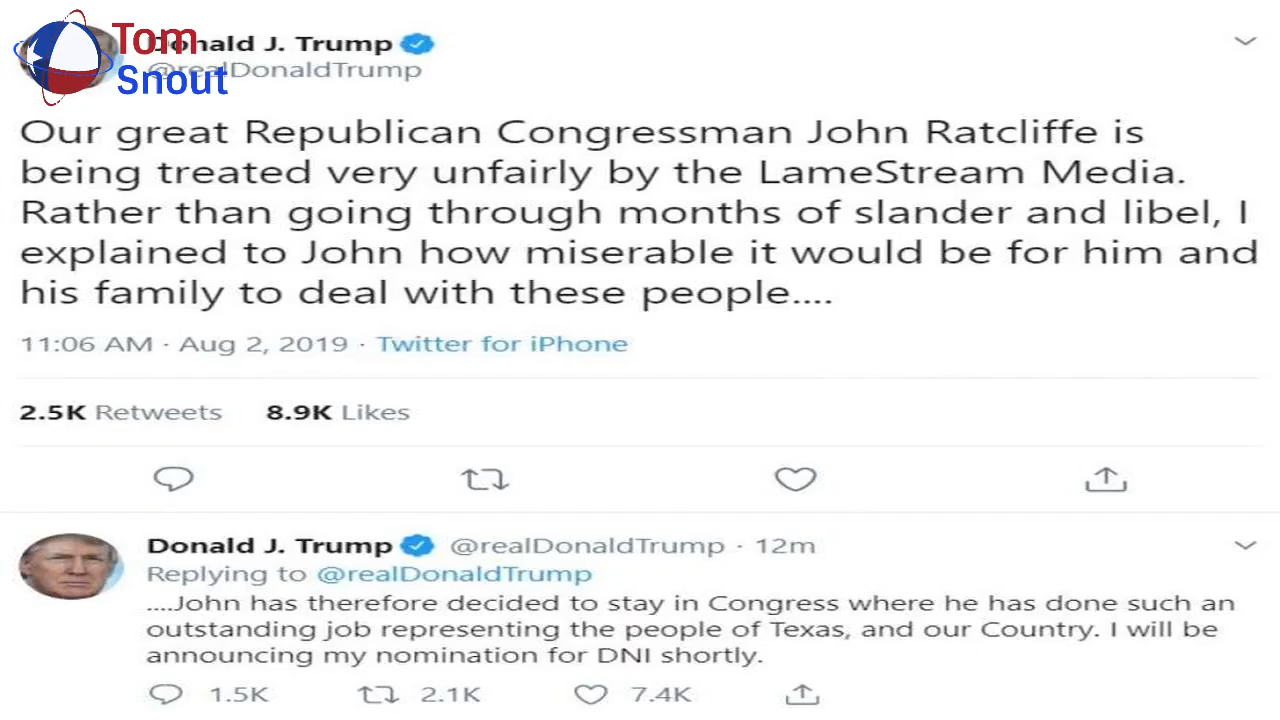 Tom
Snout
Donald J. Trump
@realDonaldTrump
Our great Republican Congressman John Ratcliffe is
being treated very unfairly by the LameStream Media.
Rather than going through months of slander and libel, I
explained to John how miserable it would be for him and
his family to deal with these people....
11:06 AM · Aug 2, 2019 · Twitter for iPhone
2.5K Retweets 8.9K Likes
Donald J. Trump @realDonaldTrump · 12m
Replying to @realDonaldTrump
....John has therefore decided to stay in Congress where he has done such an
outstanding job representing the people of Texas, and our Country. I will be
announcing my nomination for DNI shortly.
1.5K 2.1K 7.4K